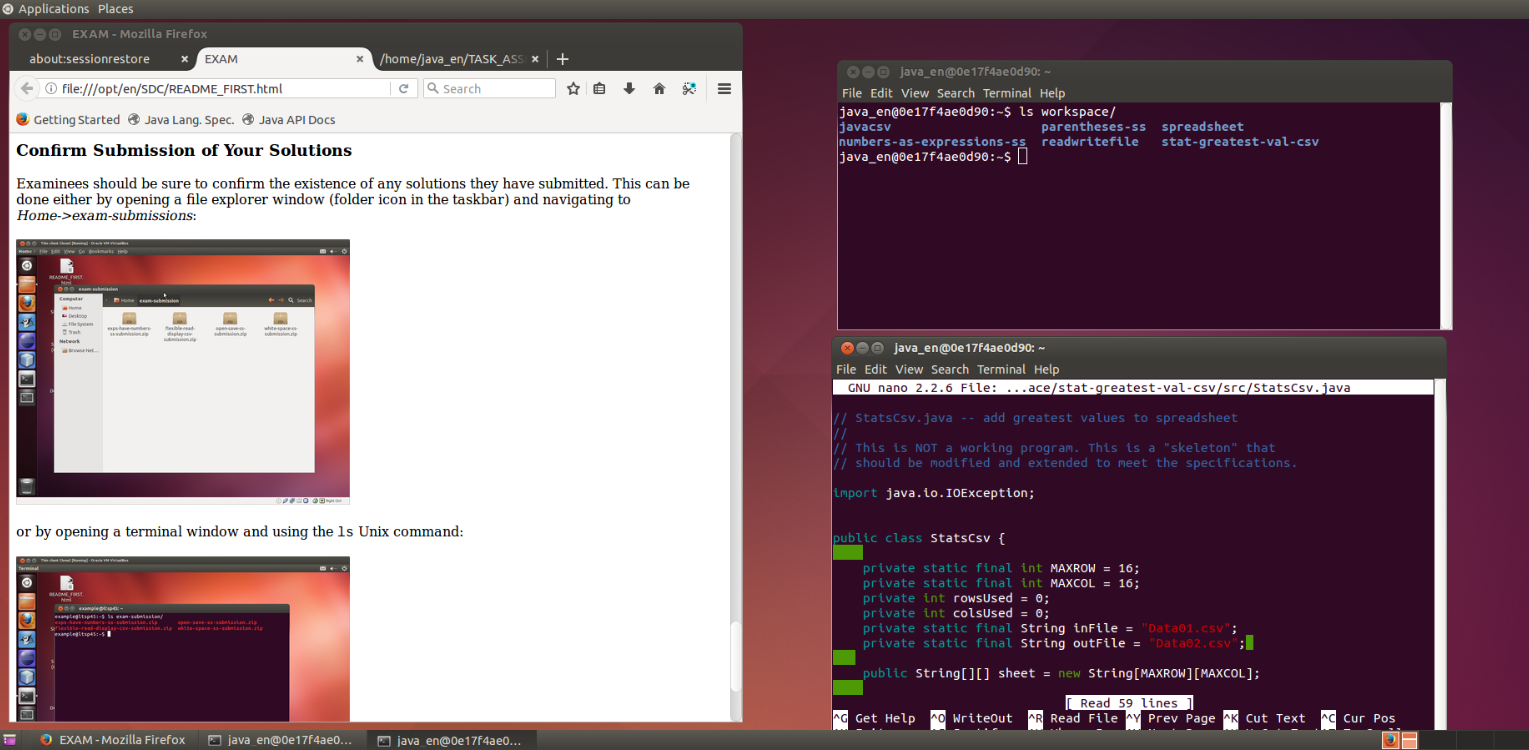 Applications Places
EXAM - Mozilla Firefox
about:sessionrestore
EXAM
/home/java_en/TASK_ASS
file:///opt/en/SDC/README_FIRST.html
Search
Getting Started
Java Lang. Spec.
Java API Docs
Confirm Submission of Your Solutions
Examinees should be sure to confirm the existence of any solutions they have submitted. This can be
done either by opening a file explorer window (folder icon in the taskbar) and navigating to
Home->exam-submissions:
exam-submission
Computer
Home
Desktop
File System
Trash
Network
Browse Net...
Home
exam-submission
Search
exps-have-numbers-
ss-submission.zip
flexible-read-
display-csv-
submission.zip
open-save-ss-
submission.zip
white-space-ss-
submission.zip
or by opening a terminal window and using the ls Unix command:
Terminal
example@ltsp41: ~
example@ltsp41:~$ ls exam-submission/
exps-have-numbers-ss-submission.zip open-save-ss-submission.zip
flexible-read-display-csv-submission.zip white-space-ss-submission.zip
example@ltsp41:~$
java_en@0e17f4ae0d90: ~
File Edit View Search Terminal Help
java_en@0e17f4ae0d90:~$ ls workspace/
javacsv parentheses-ss spreadsheet
numbers-as-expressions-ss readwritefile stat-greatest-val-csv
java_en@0e17f4ae0d90:~$
java_en@0e17f4ae0d90: ~
File Edit View Search Terminal Help
GNU nano 2.2.6 File: ...ace/stat-greatest-val-csv/src/StatsCsv.java
// StatsCsv.java -- add greatest values to spreadsheet
//
// This is NOT a working program. This is a "skeleton" that
// should be modified and extended to meet the specifications.
import java.io.IOException;
public class StatsCsv {
private static final int MAXROW = 16;
private static final int MAXCOL = 16;
private int rowsUsed = 0;
private int colsUsed = 0;
private static final String inFile = "Data01.csv";
private static final String outFile = "Data02.csv";
public String[][] sheet = new String[MAXROW][MAXCOL];
[ Read 59 lines ]
^G Get Help ^O WriteOut ^R Read File ^Y Prev Page ^K Cut Text ^C Cur Pos
EXAM - Mozilla Firefox
java_en@0e17f4ae0...
java_en@0e17f4ae0...